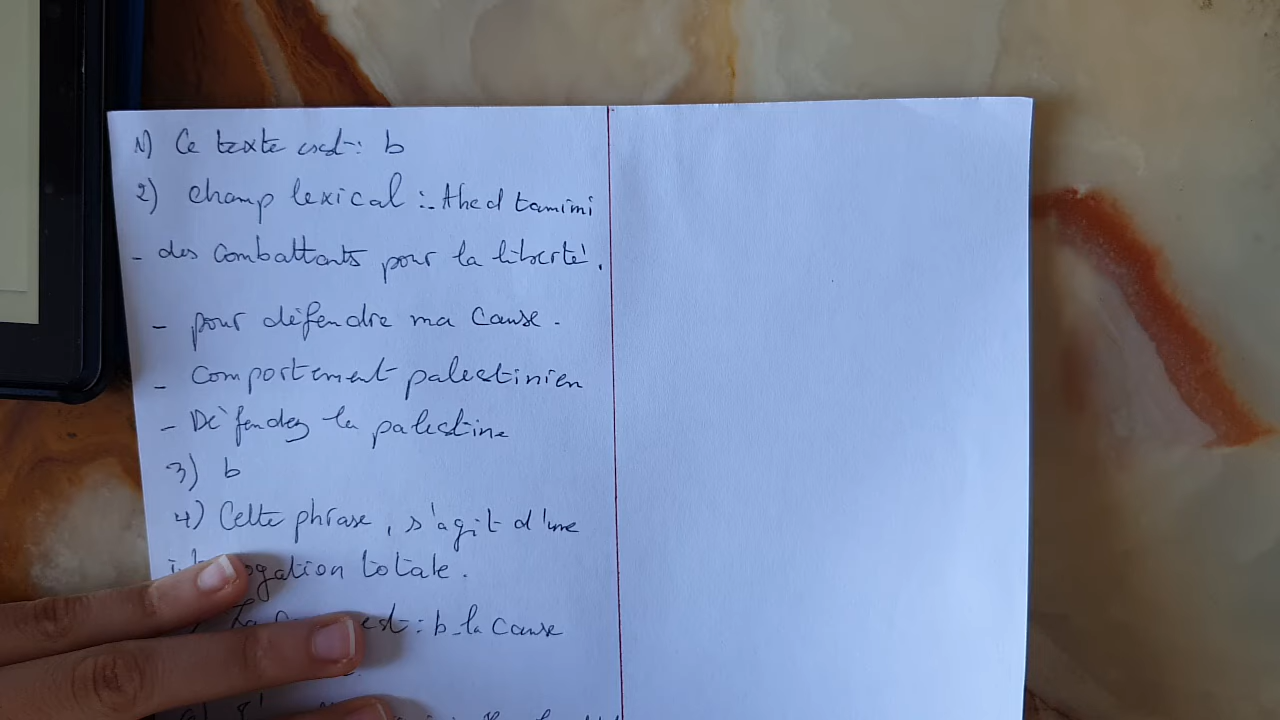 1) Ce texte est : b
2) champ lexical :- Ahed tamimi
- des combattants pour la liberté.
- pour défendre ma cause.
- comportement palestinien
- Défendez la palestine
3) b
4) Cette phrase, s'agit d'une
totale.
est : b - la cause